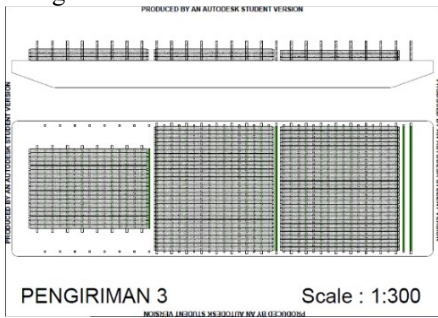 PRODUCED BY AN AUTODESK STUDENT VERSION
PRODUCED BY AN AUTODESK STUDENT VERSION
PENGIRIMAN 3
Scale : 1:300
PRODUCED BY AN AUTODESK STUDENT VERSION